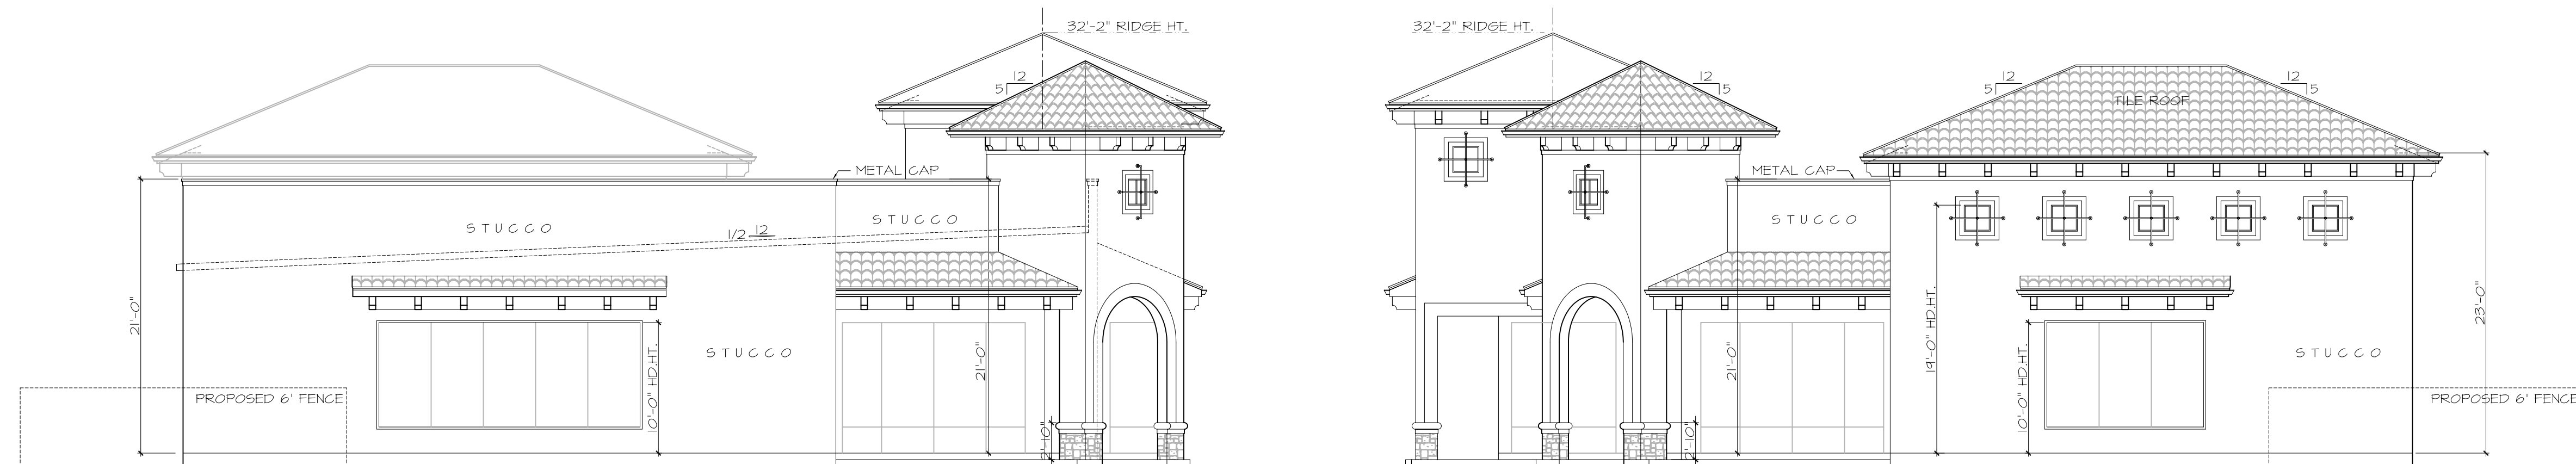 32'-2" RIDGE HT.
12
5
METAL CAP
STUCCO
STUCCO
1/2 12
21'-0"
STUCCO
10'-0" HD.HT.
21'-0"
2'-10"
PROPOSED 6' FENCE
32'-2" RIDGE HT.
12
5
12
5
12
5
TILE ROOF
METAL CAP
STUCCO
21'-0"
2'-10"
19'-0" HD.HT.
10'-0" HD.HT.
STUCCO
23'-0"
PROPOSED 6' FENCE